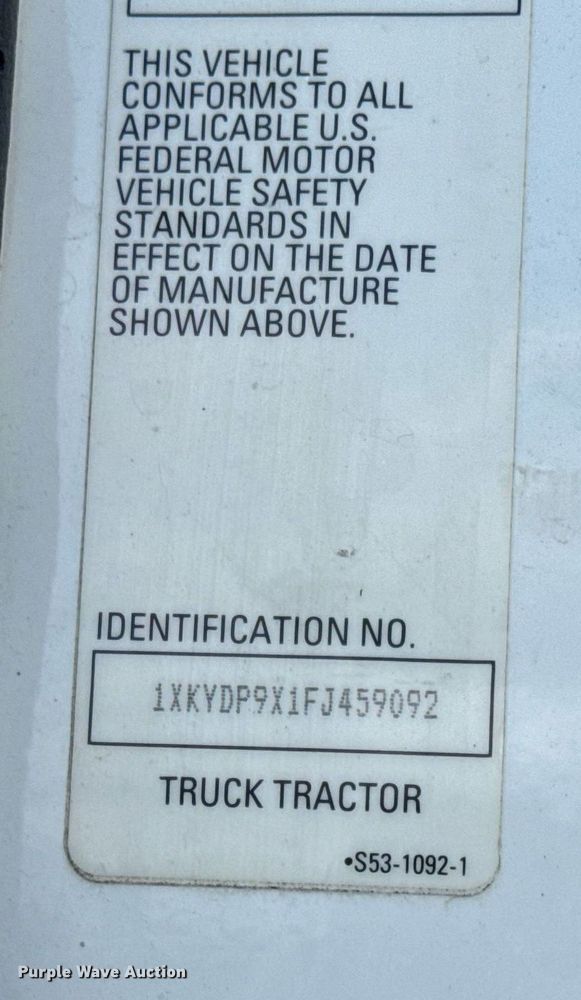 THIS VEHICLE
CONFORMS TO ALL
APPLICABLE U.S.
FEDERAL MOTOR
VEHICLE SAFETY
STANDARDS IN
EFFECT ON THE DATE
OF MANUFACTURE
SHOWN ABOVE.
IDENTIFICATION NO.
1XKYDP9X1FJ459092
TRUCK TRACTOR
•S53-1092-1
Purple Wave Auction